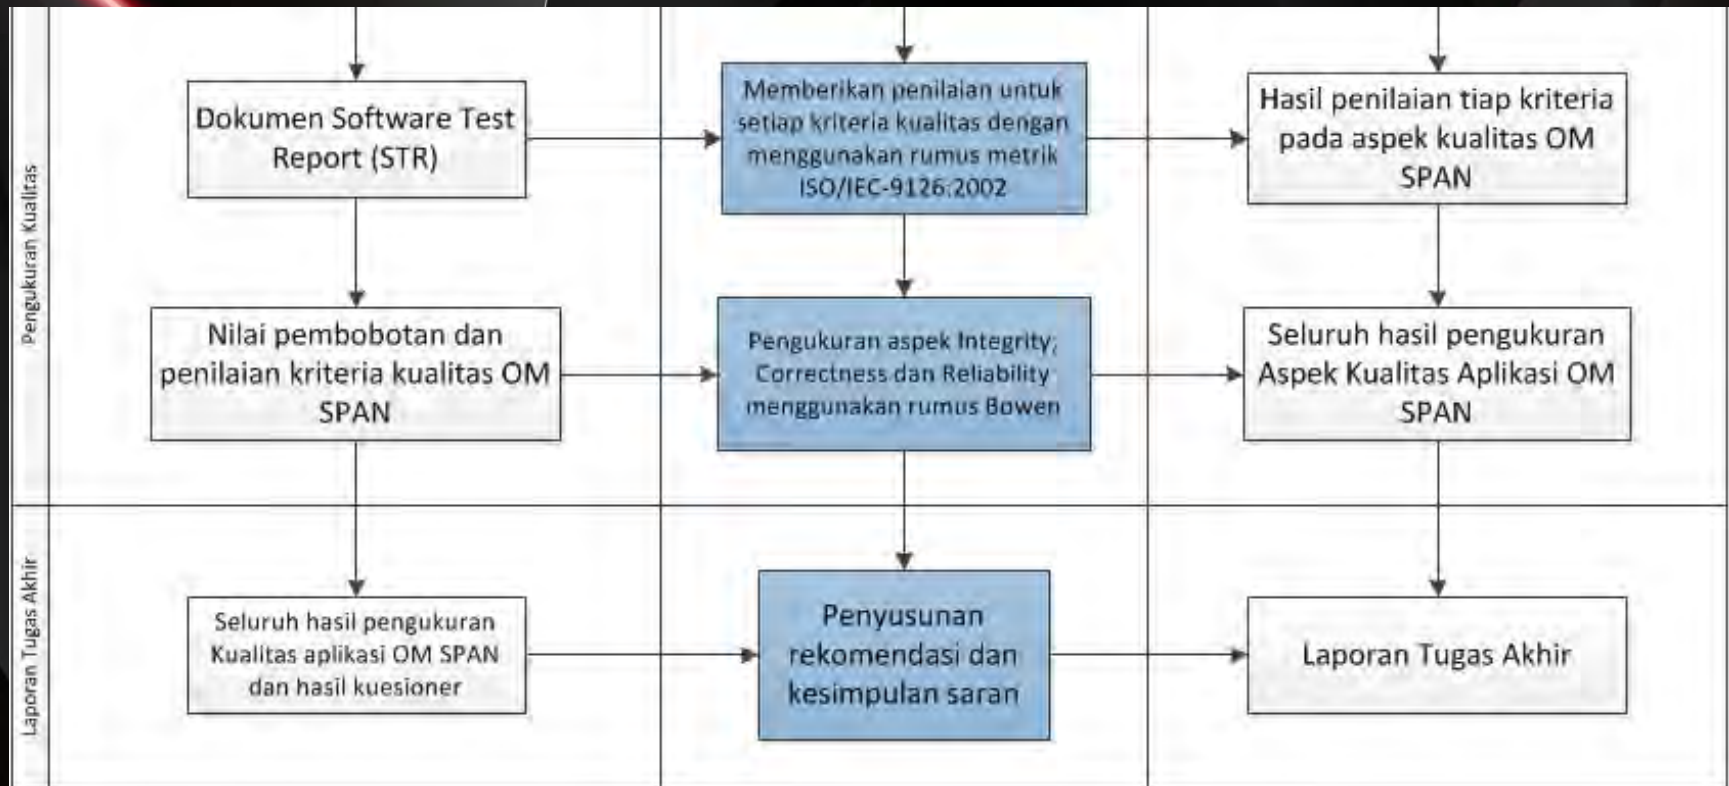 Pengukuran Kualitas
Dokumen Software Test
Report (STR)
Memberikan penilaian untuk
setiap kriteria kualitas dengan
menggunakan rumus metrik
ISO/IEC-9126:2002
Hasil penilaian tiap kriteria
pada aspek kualitas OM
SPAN
Nilai pembobotan dan
penilaian kriteria kualitas OM
SPAN
Pengukuran aspek Integrity,
Correctness dan Reliability
menggunakan rumus Bowen
Seluruh hasil pengukuran
Aspek Kualitas Aplikasi OM
SPAN
Laporan Tugas Akhir
Seluruh hasil pengukuran
Kualitas aplikasi OM SPAN
dan hasil kuesioner
Penyusunan
rekomendasi dan
kesimpulan saran
Laporan Tugas Akhir